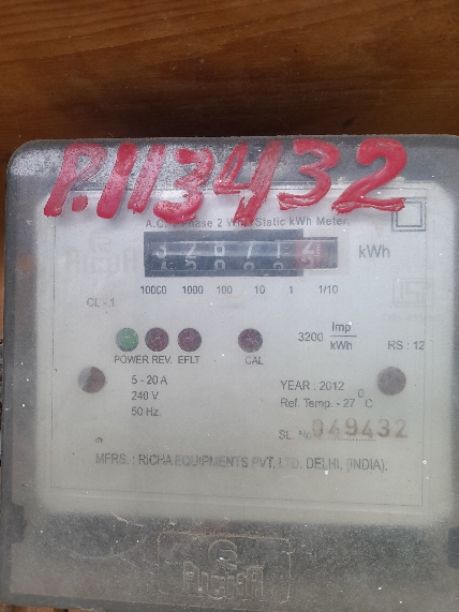 P.113432
A.C. Phase 2 Wire Static kWh Meter.
kWh
10000 1000 100 10 1 1/10
CL -.1
POWER REV. EFLT CAL
3200 Imp/kWh
RS : 12
5 - 20 A
240 V
50 Hz.
YEAR : 2012
Ref. Temp. - 27 °C
SL. No 049432
MFRS. : RICHA EQUIPMENTS PVT. LTD. DELHI, (INDIA).
RICHA